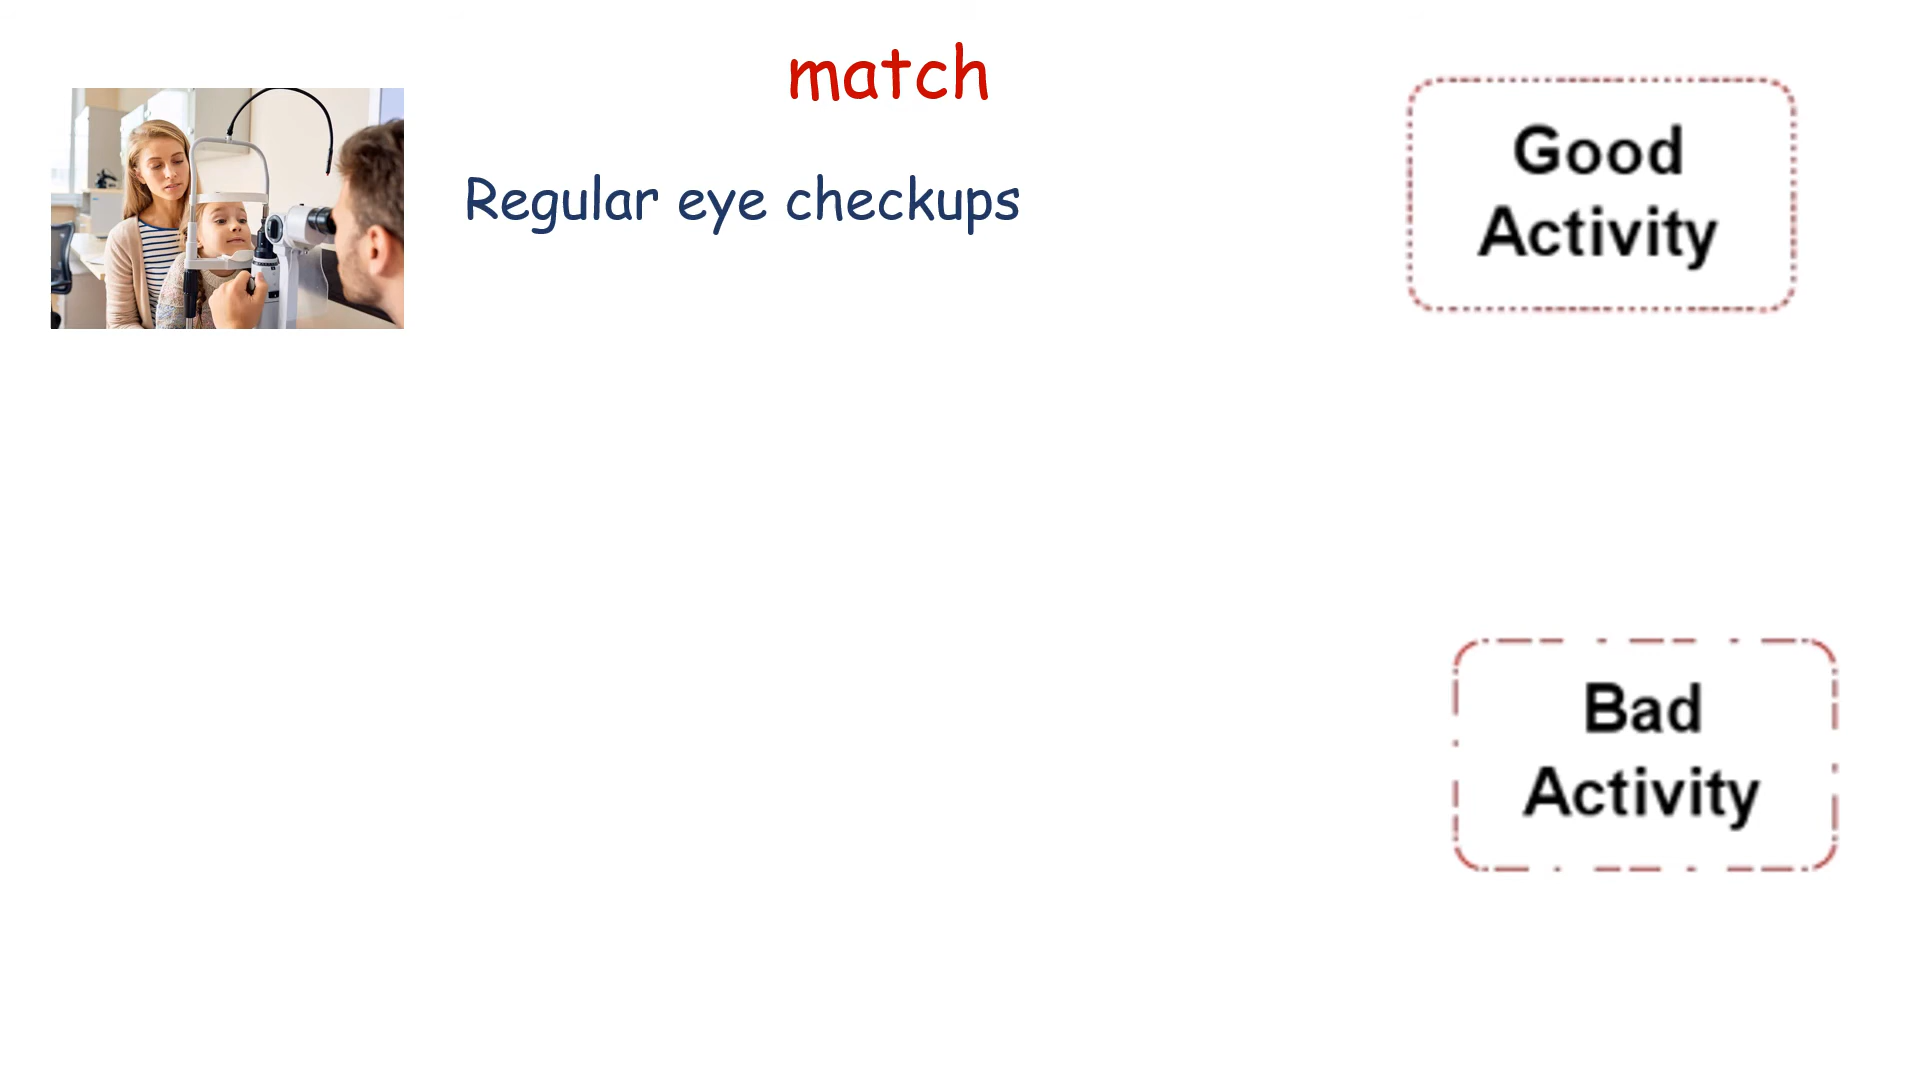 match
Regular eye checkups
Good
Activity
Bad
Activity